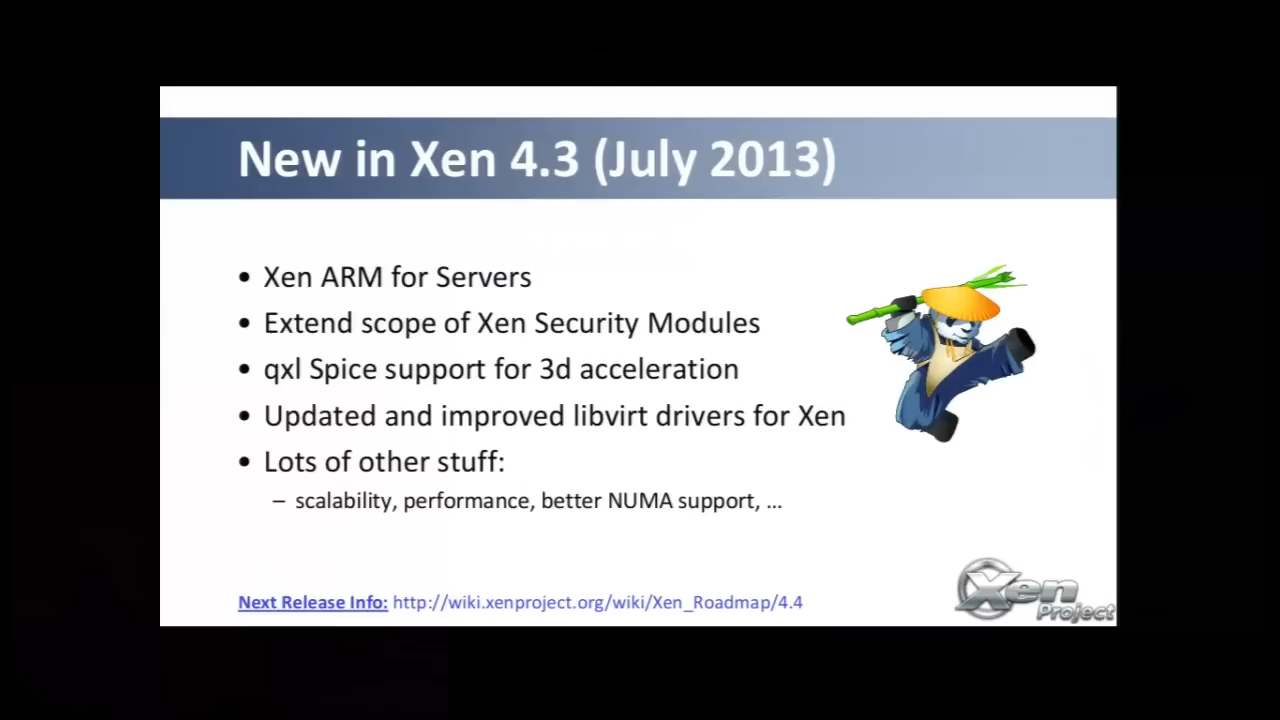 New in Xen 4.3 (July 2013)
• Xen ARM for Servers
• Extend scope of Xen Security Modules
• qxl Spice support for 3d acceleration
• Updated and improved libvirt drivers for Xen
• Lots of other stuff:
– scalability, performance, better NUMA support, ...
Next Release Info: http://wiki.xenproject.org/wiki/Xen_Roadmap/4.4
Xen
Project